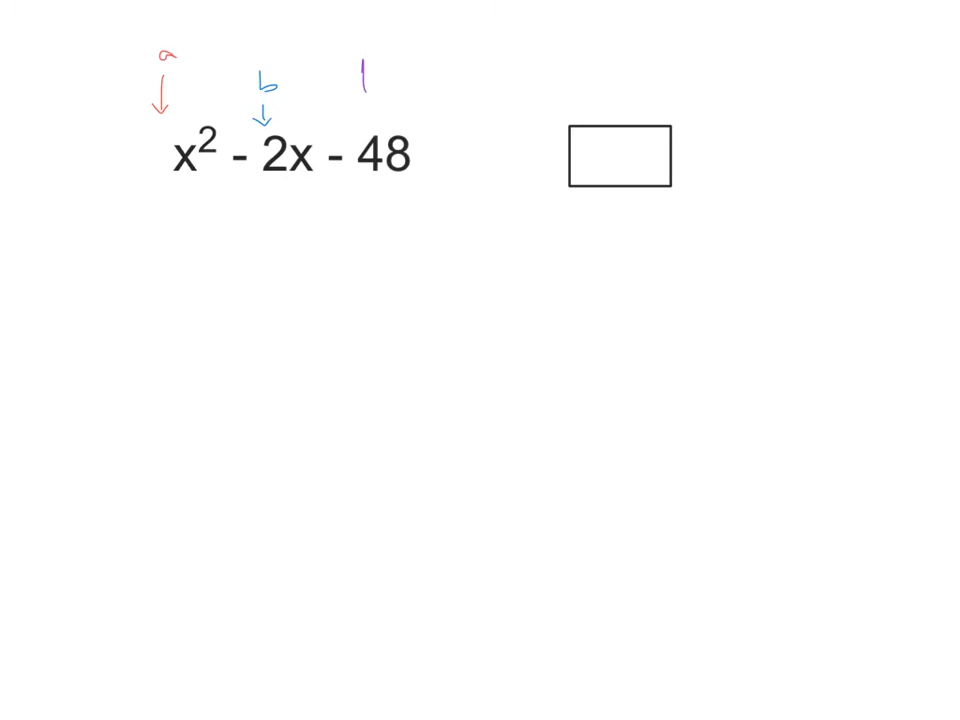 a
b
x² - 2x - 48